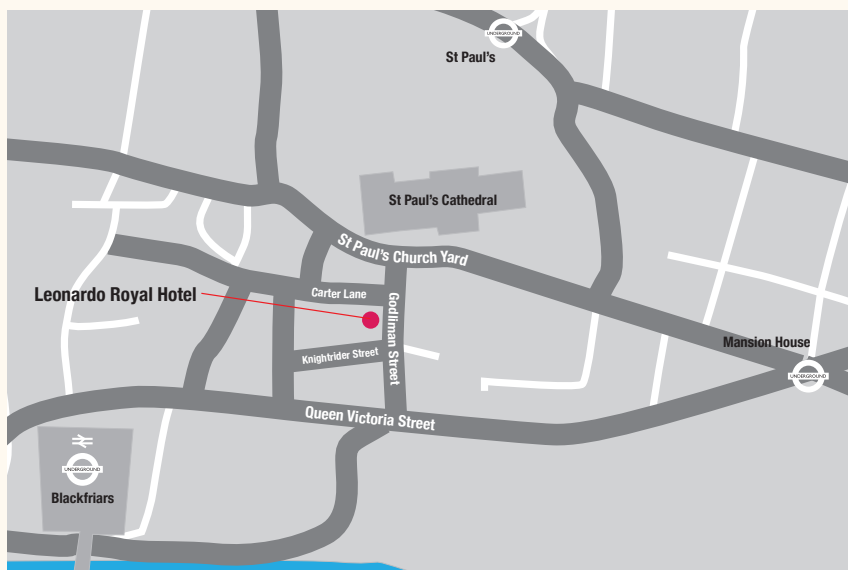 UNDERGROUND
St Paul's
St Paul's Cathedral
St Paul's Church Yard
Leonardo Royal Hotel
Carter Lane
Godliman Street
Knightrider Street
Mansion House
UNDERGROUND
Queen Victoria Street
UNDERGROUND
Blackfriars